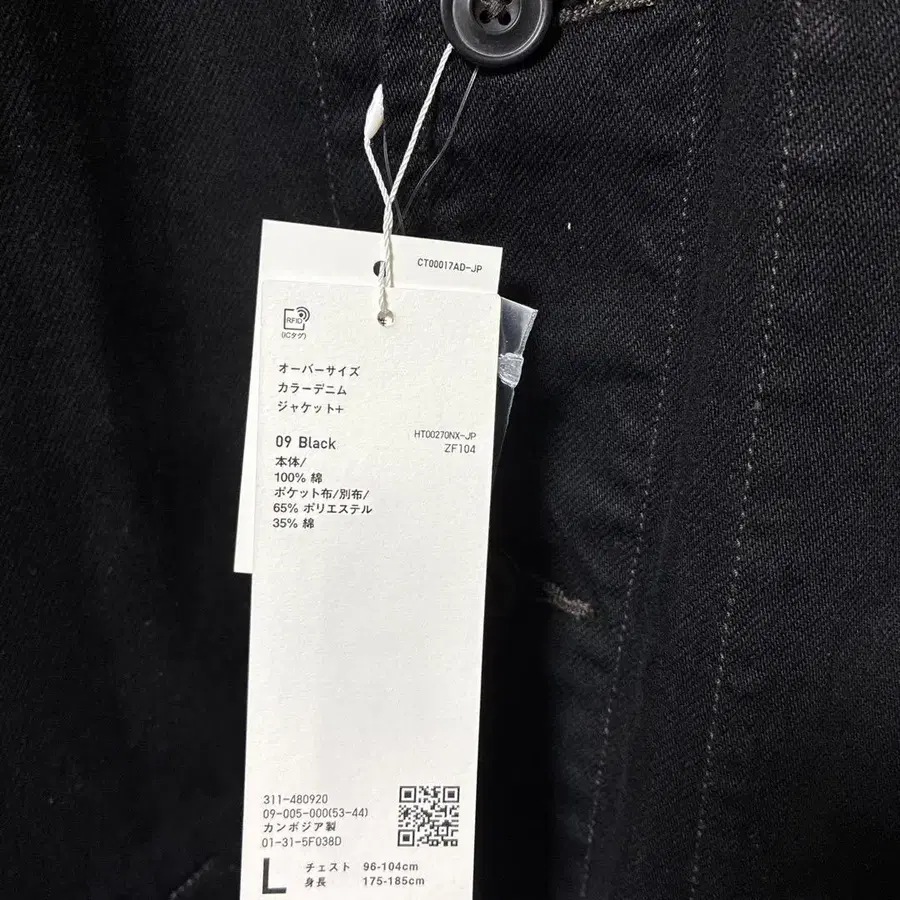 CT00017AD-JP
RFID
(ICタグ)
オーバーサイズ
カラーデニム
ジャケット+
09 Black
HT00270NX-JP
ZF104
本体/
100% 綿
ポケット布/別布/
65% ポリエステル
35% 綿
311-480920
09-005-000(53-44)
カンボジア製
01-31-5F038D
L
チェスト 96-104cm
身長 175-185cm